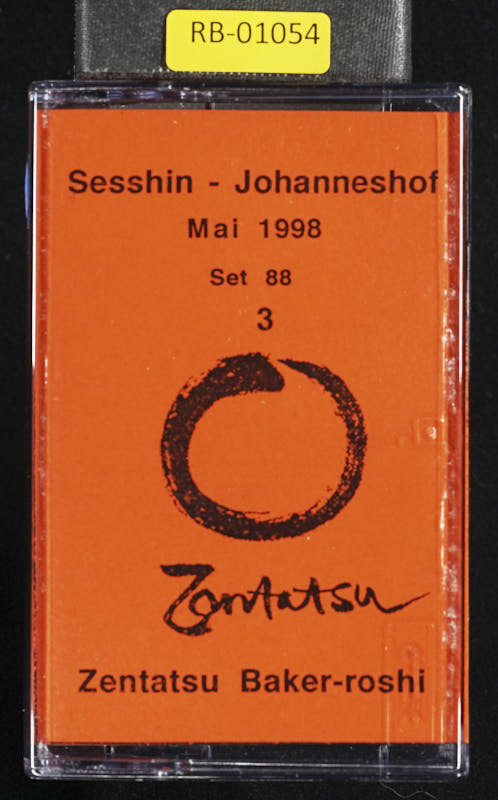 RB-01054
Sesshin - Johanneshof
Mai 1998
Set 88
3
Zentatsu
Zentatsu Baker-roshi